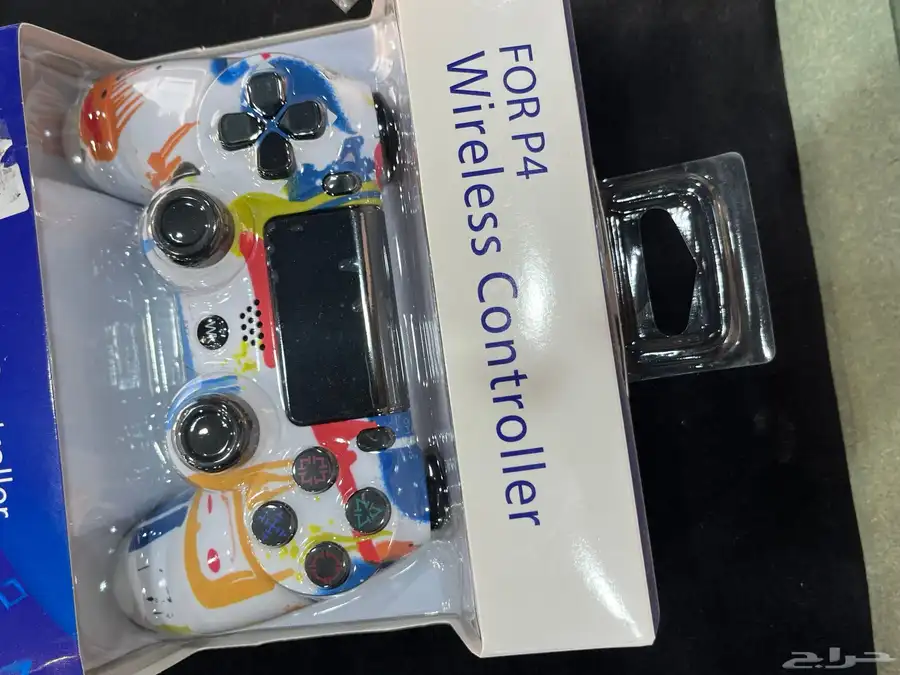 FOR P4
Wireless Controller
حراج